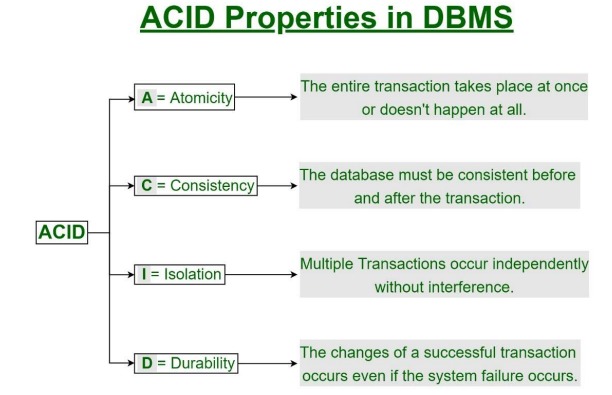 ACID Properties in DBMS
A = Atomicity
The entire transaction takes place at once
or doesn't happen at all.
C = Consistency
The database must be consistent before
and after the transaction.
ACID
I = Isolation
Multiple Transactions occur independently
without interference.
D = Durability
The changes of a successful transaction
occurs even if the system failure occurs.